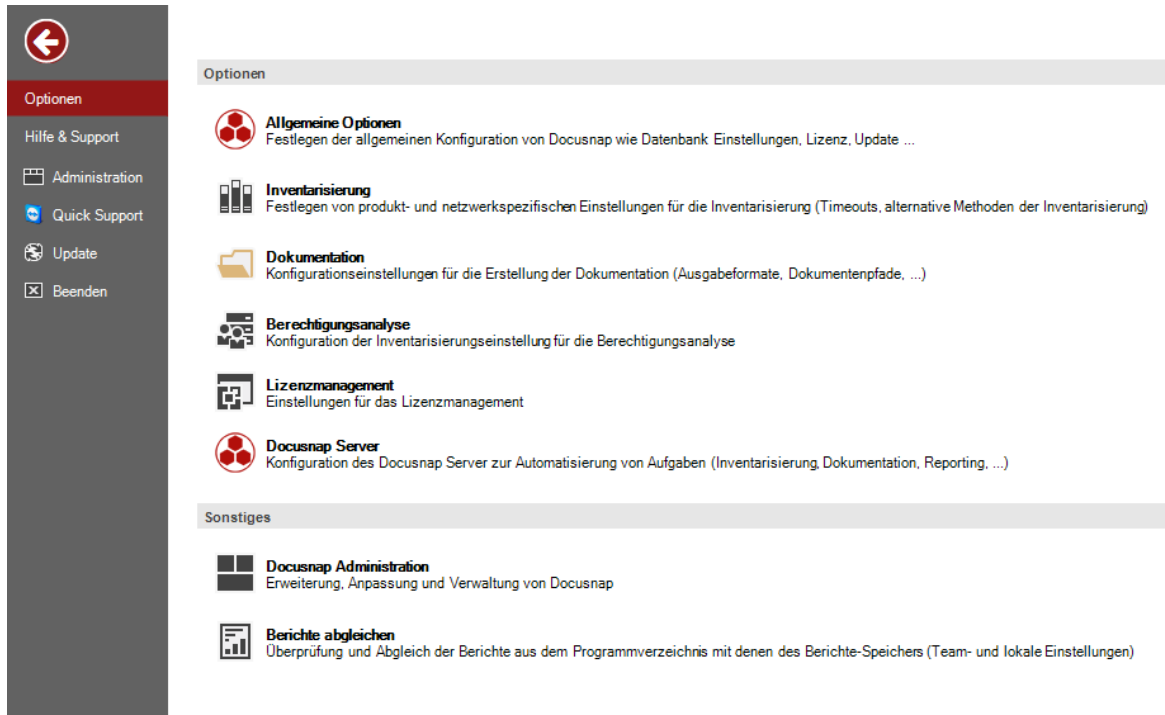 Optionen
Hilfe & Support
Administration
Quick Support
Update
Beenden
Optionen
Allgemeine Optionen
Festlegen der allgemeinen Konfiguration von Docusnap wie Datenbank Einstellungen, Lizenz, Update ...
Inventarisierung
Festlegen von produkt- und netzwerkspezifischen Einstellungen für die Inventarisierung (Timeouts, alternative Methoden der Inventarisierung)
Dokumentation
Konfigurationseinstellungen für die Erstellung der Dokumentation (Ausgabeformate, Dokumentenpfade, ...)
Berechtigungsanalyse
Konfiguration der Inventarisierungseinstellung für die Berechtigungsanalyse
Lizenzmanagement
Einstellungen für das Lizenzmanagement
Docusnap Server
Konfiguration des Docusnap Server zur Automatisierung von Aufgaben (Inventarisierung, Dokumentation, Reporting, ...)
Sonstiges
Docusnap Administration
Erweiterung, Anpassung und Verwaltung von Docusnap
Berichte abgleichen
Überprüfung und Abgleich der Berichte aus dem Programmverzeichnis mit denen des Berichte-Speichers (Team- und lokale Einstellungen)